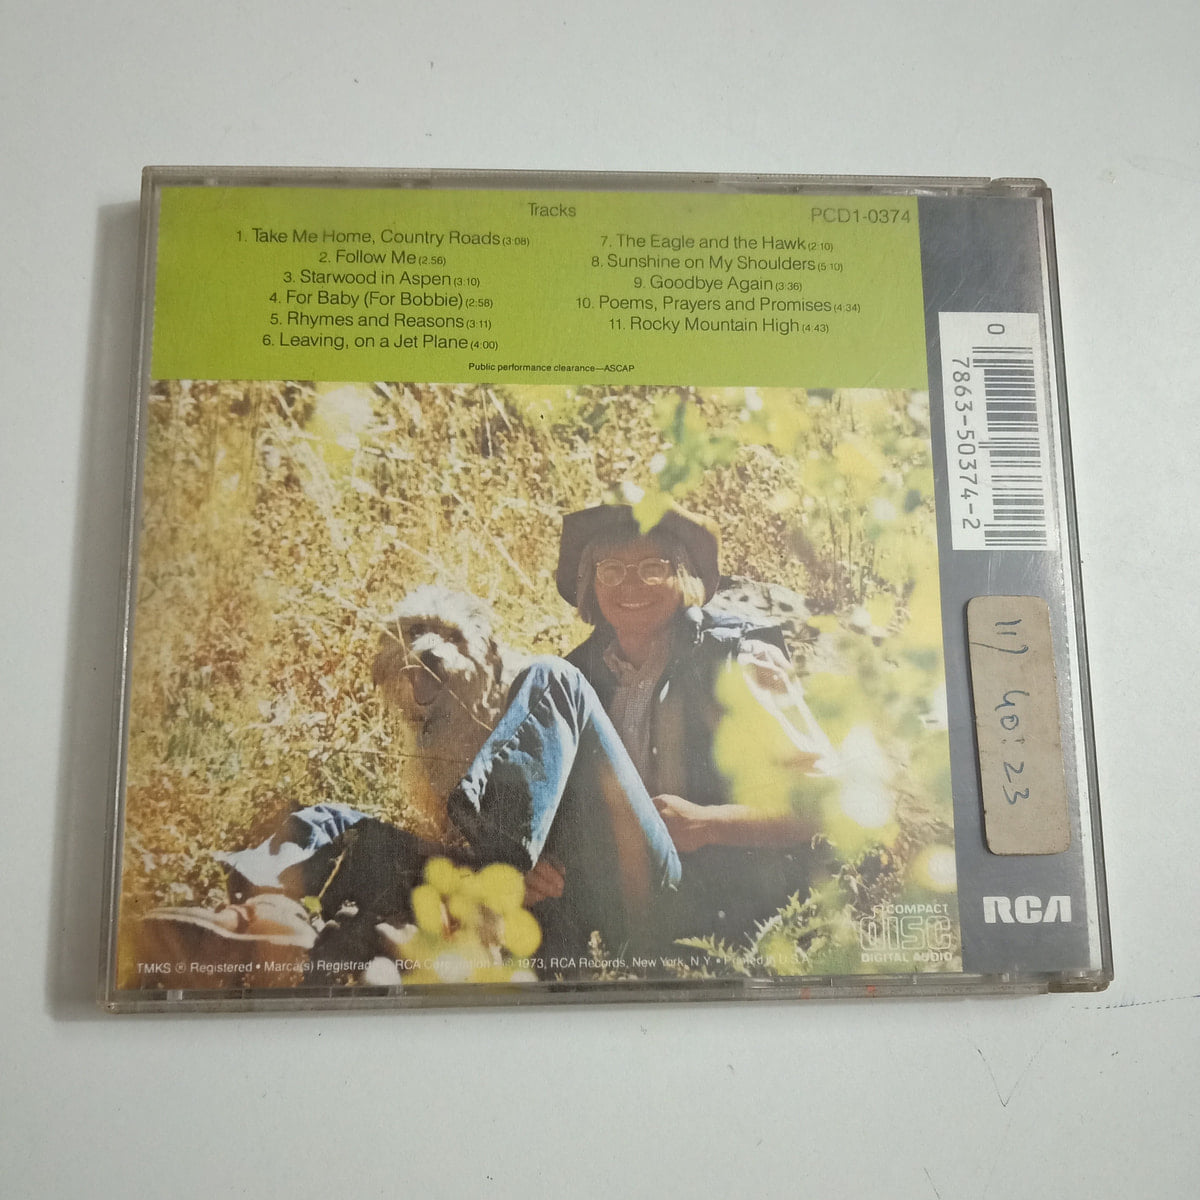 Tracks
PCD1-0374
1. Take Me Home, Country Roads (3:08)
2. Follow Me (2:56)
3. Starwood in Aspen (3:10)
4. For Baby (For Bobbie) (2:58)
5. Rhymes and Reasons (3:11)
6. Leaving, on a Jet Plane (4:00)
7. The Eagle and the Hawk (2:10)
8. Sunshine on My Shoulders (5:10)
9. Goodbye Again (3:36)
10. Poems, Prayers and Promises (4:34)
11. Rocky Mountain High (4:43)
Public performance clearance—ASCAP
0 7863-50374-2
40:23
RCA
COMPACT
disc
DIGITAL AUDIO
TMKS ® Registered • Marca(s) Registrad RCA Corporation • © 1973, RCA Records, New York, N.Y. • Printed in U.S.A.